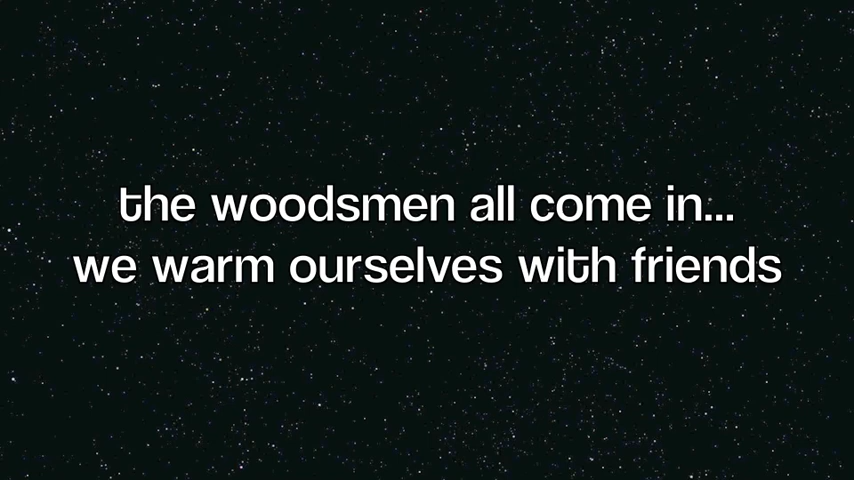 the woodsmen all come in...
we warm ourselves with friends